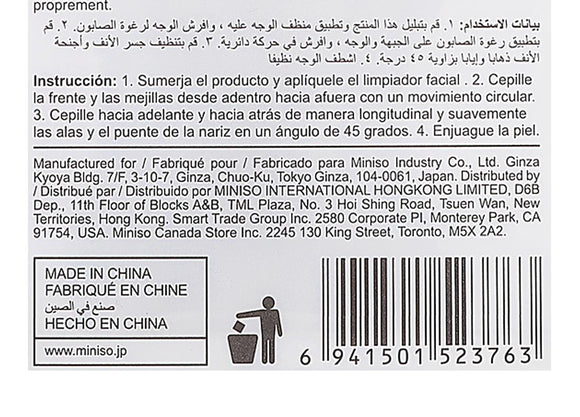 proprement.
بيانات الاستخدام: ١. قم بتبليل هذا المنتج وتطبيق منظف الوجه عليه ، وافرش الوجه لرغوة الصابون. ٢. قم
بتطبيق رغوة الصابون على الجبهة والوجه ، وافرش في حركة دائرية. ٣. قم بتنظيف جسر الأنف وأجنحة
الأنف ذهابا وإيابا بزاوية ٤٥ درجة. ٤. اشطف الوجه نظيفا
Instrucción: 1. Sumerja el producto y aplíquele el limpiador facial . 2. Cepille
la frente y las mejillas desde adentro hacia afuera con un movimiento circular.
3. Cepille hacia adelante y hacia atrás de manera longitudinal y suavemente
las alas y el puente de la nariz en un ángulo de 45 grados. 4. Enjuague la piel.
Manufactured for / Fabriqué pour / Fabricado para Miniso Industry Co., Ltd. Ginza
Kyoya Bldg. 7/F, 3-10-7, Ginza, Chuo-Ku, Tokyo Ginza, 104-0061, Japan. Distributed by
/ Distribué par / Distribuido por MINISO INTERNATIONAL HONGKONG LIMITED, D6B
Dep., 11th Floor of Blocks A&B, TML Plaza, No. 3 Hoi Shing Road, Tsuen Wan, New
Territories, Hong Kong. Smart Trade Group Inc. 2580 Corporate Pl, Monterey Park, CA
91754, USA. Miniso Canada Store Inc. 2245 130 King Street, Toronto, M5X 2A2.
MADE IN CHINA
FABRIQUÉ EN CHINE
صنع في الصين
HECHO EN CHINA
www.miniso.jp
6 941501 523763